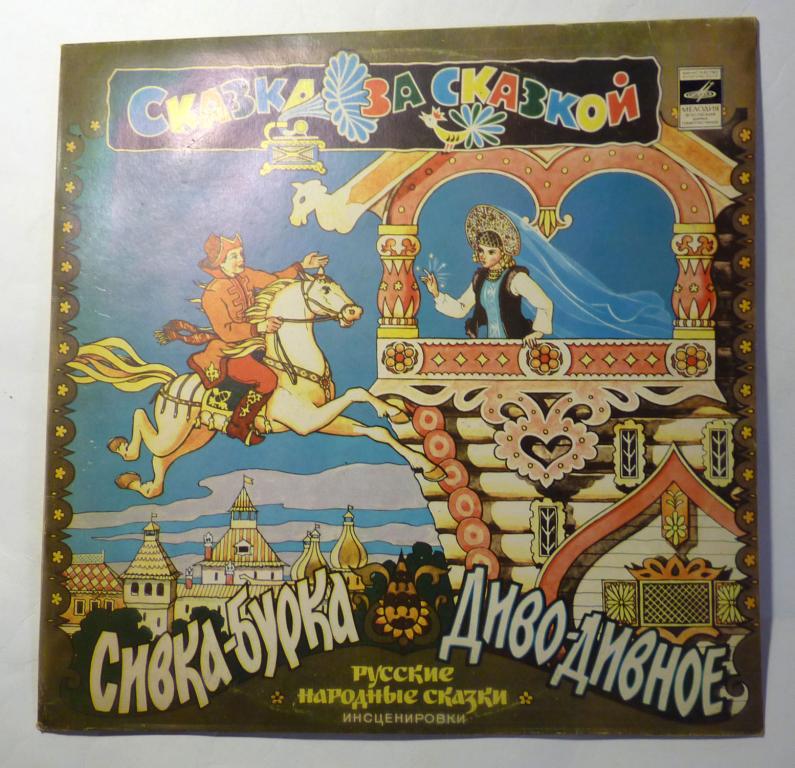 Сказка за сказкой
МЕЛОДИЯ
Сивка-Бурка
Диво-дивное
Русские
народные сказки
ИНСЦЕНИРОВКИ